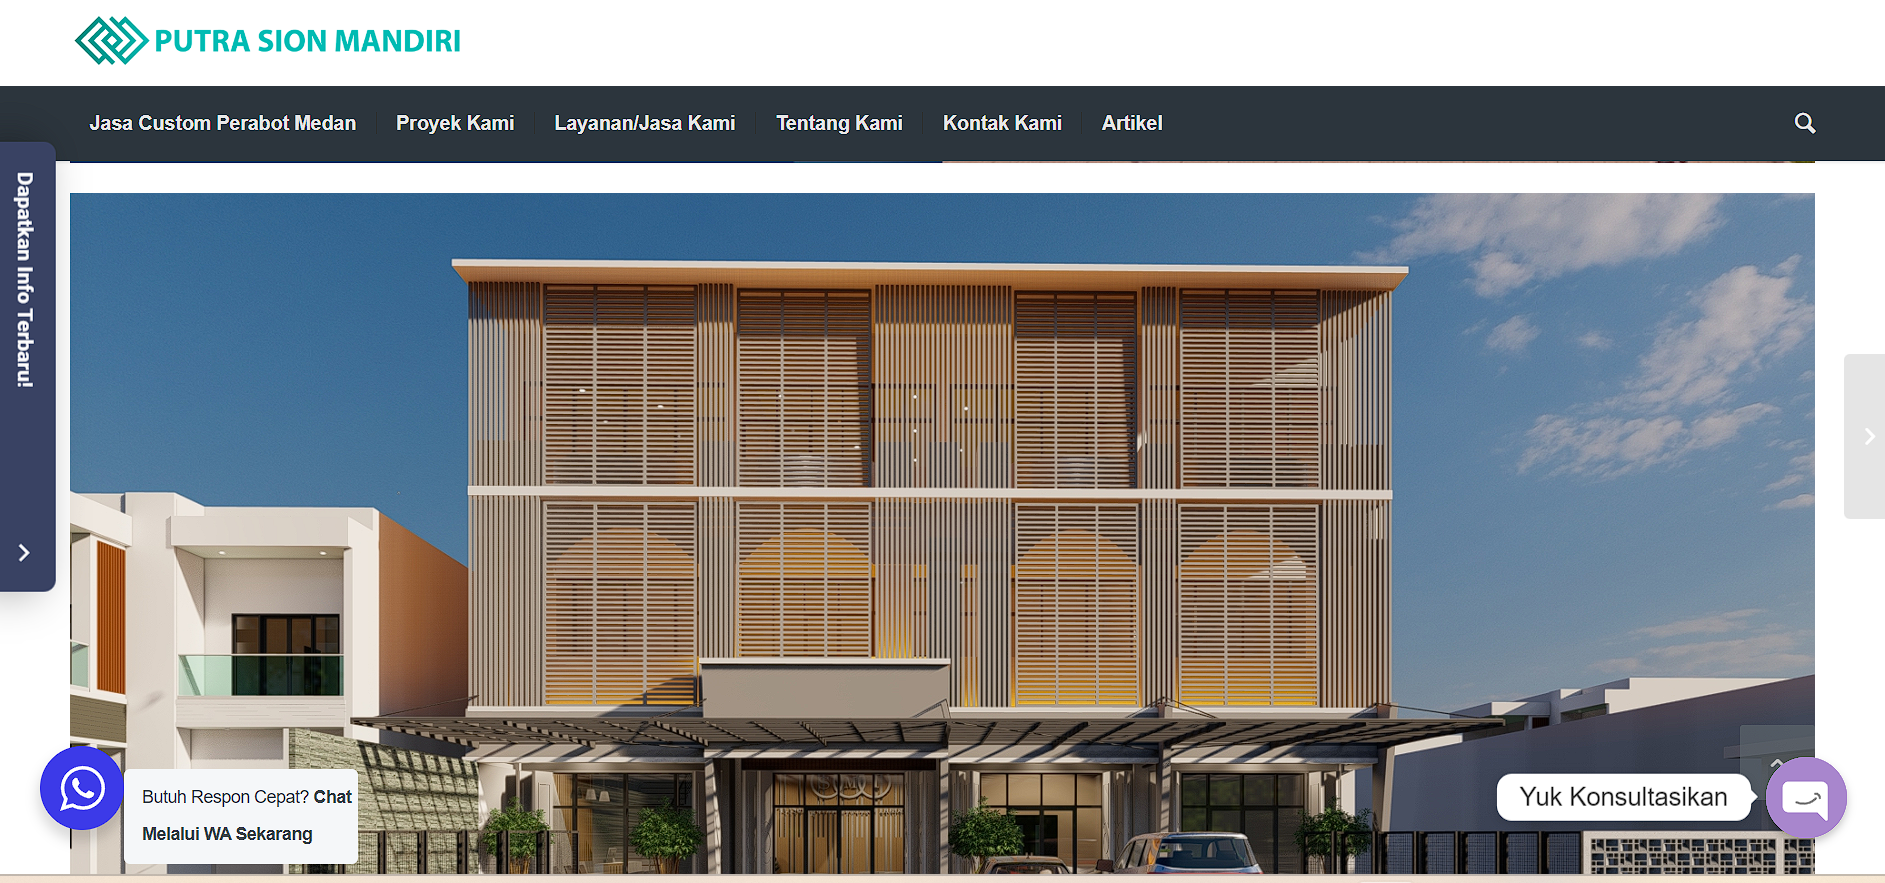 PUTRA SION MANDIRI
Jasa Custom Perabot Medan
Proyek Kami
Layanan/Jasa Kami
Tentang Kami
Kontak Kami
Artikel
Dapatkan Info Terbaru!
Butuh Respon Cepat? Chat
Melalui WA Sekarang
Yuk Konsultasikan